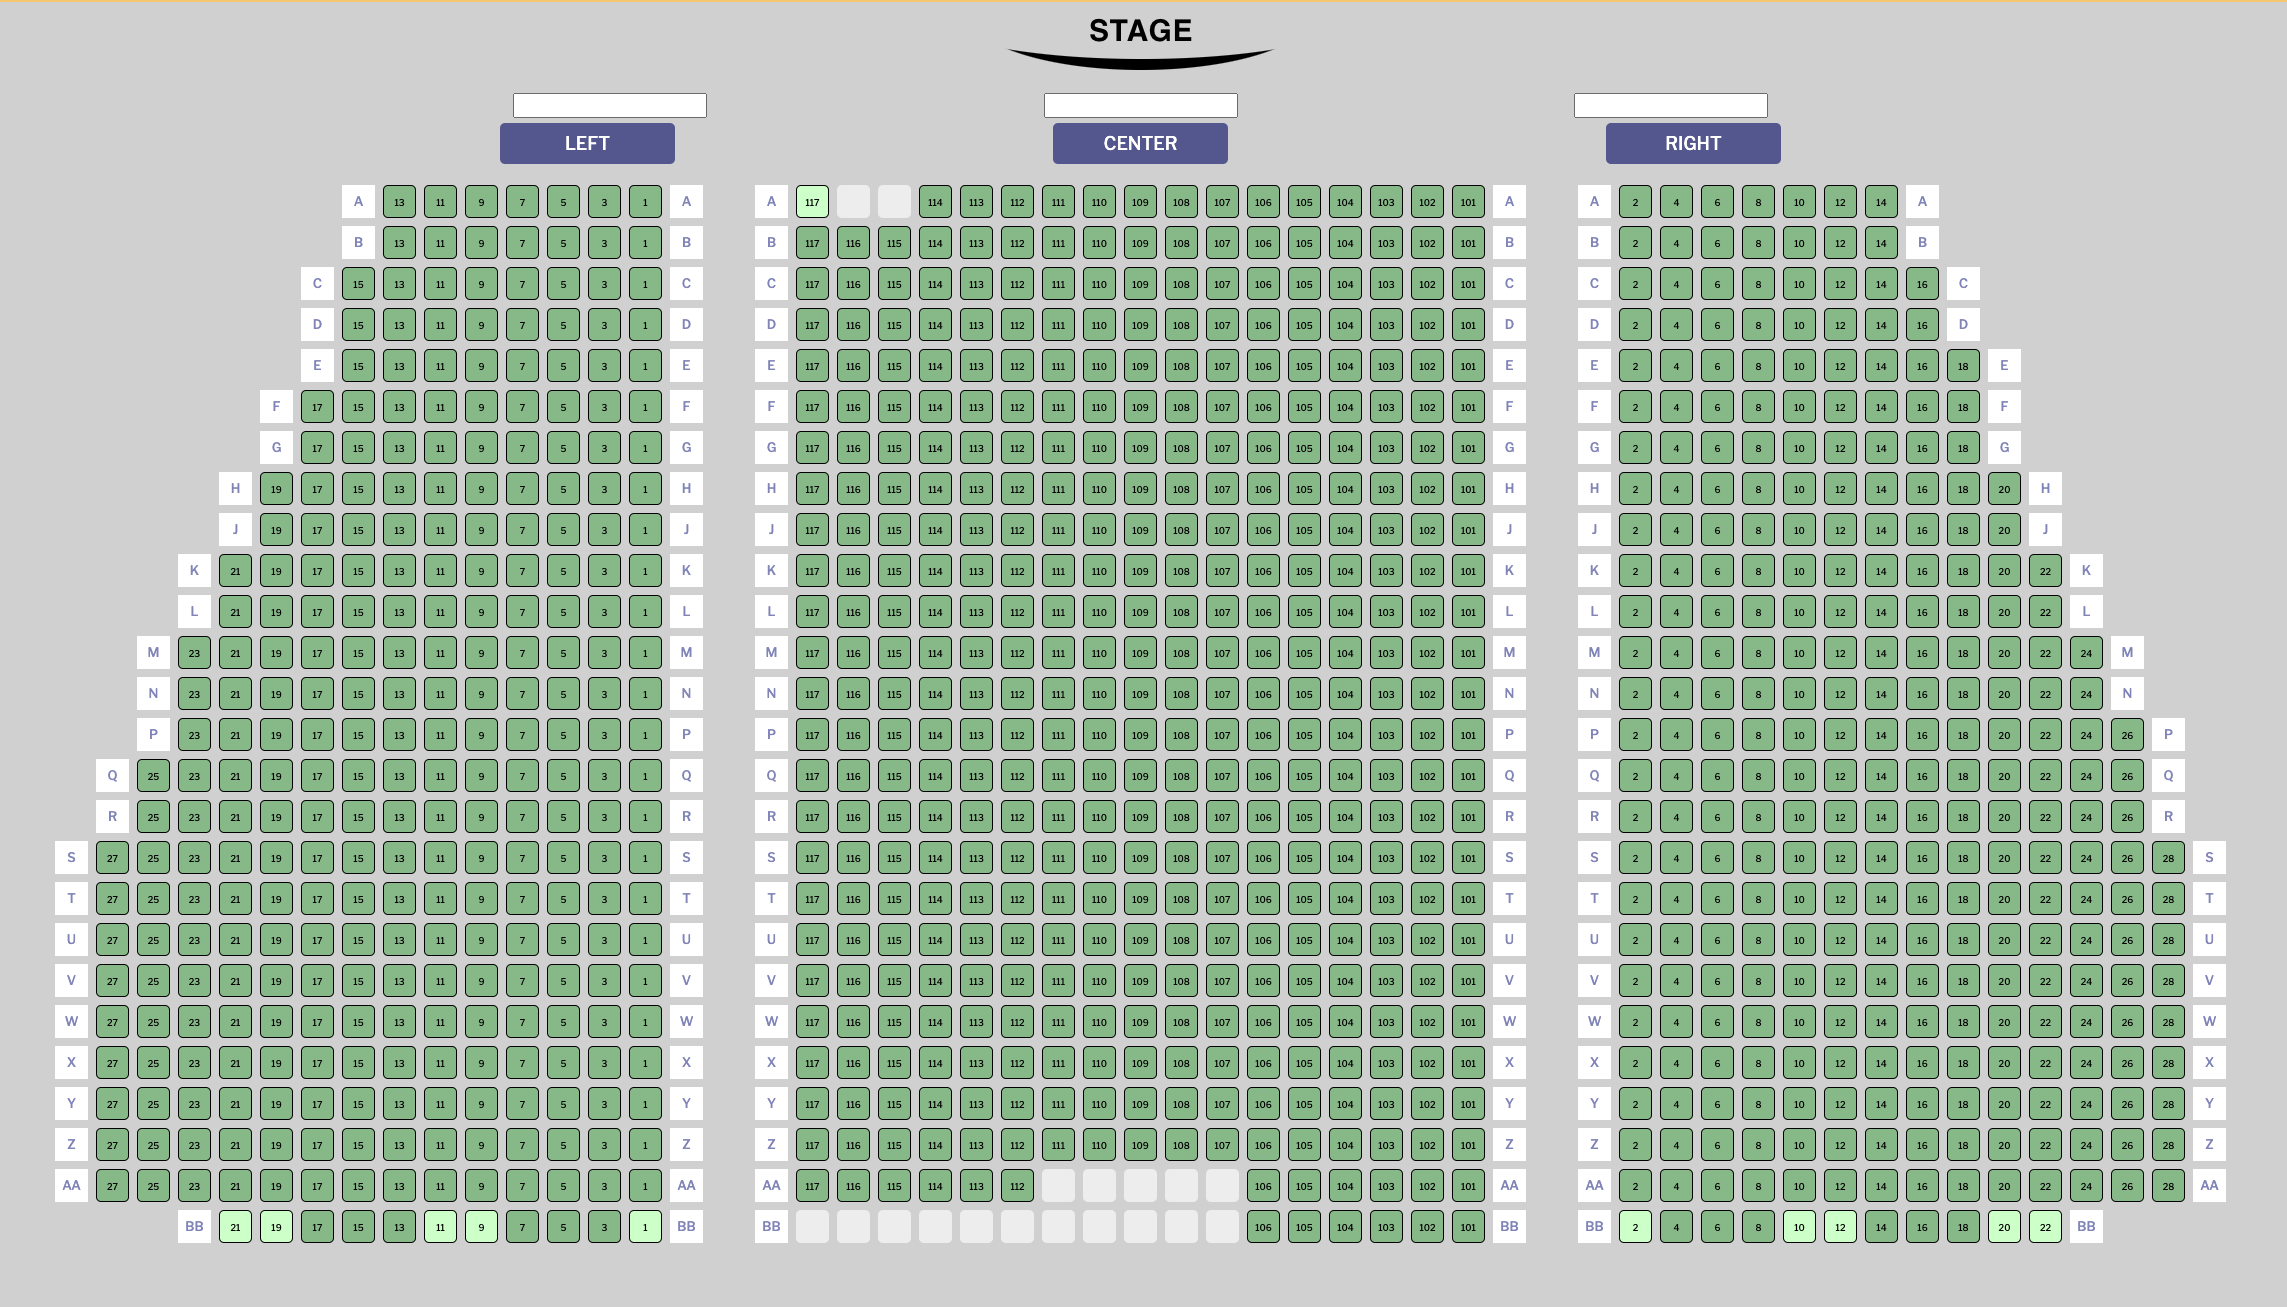 STAGE
LEFT CENTER RIGHT
A 13 11 9 7 5 3 1 A A 117 114 113 112 111 110 109 108 107 106 105 104 103 102 101 A A 2 4 6 8 10 12 14 A
B 13 11 9 7 5 3 1 B B 117 116 115 114 113 112 111 110 109 108 107 106 105 104 103 102 101 B B 2 4 6 8 10 12 14 B
C 15 13 11 9 7 5 3 1 C C 117 116 115 114 113 112 111 110 109 108 107 106 105 104 103 102 101 C C 2 4 6 8 10 12 14 16 C
D 15 13 11 9 7 5 3 1 D D 117 116 115 114 113 112 111 110 109 108 107 106 105 104 103 102 101 D D 2 4 6 8 10 12 14 16 D
E 15 13 11 9 7 5 3 1 E E 117 116 115 114 113 112 111 110 109 108 107 106 105 104 103 102 101 E E 2 4 6 8 10 12 14 16 18 E
F 17 15 13 11 9 7 5 3 1 F F 117 116 115 114 113 112 111 110 109 108 107 106 105 104 103 102 101 F F 2 4 6 8 10 12 14 16 18 F
G 17 15 13 11 9 7 5 3 1 G G 117 116 115 114 113 112 111 110 109 108 107 106 105 104 103 102 101 G G 2 4 6 8 10 12 14 16 18 G
H 19 17 15 13 11 9 7 5 3 1 H H 117 116 115 114 113 112 111 110 109 108 107 106 105 104 103 102 101 H H 2 4 6 8 10 12 14 16 18 20 H
J 19 17 15 13 11 9 7 5 3 1 J J 117 116 115 114 113 112 111 110 109 108 107 106 105 104 103 102 101 J J 2 4 6 8 10 12 14 16 18 20 J
K 21 19 17 15 13 11 9 7 5 3 1 K K 117 116 115 114 113 112 111 110 109 108 107 106 105 104 103 102 101 K K 2 4 6 8 10 12 14 16 18 20 22 K
L 21 19 17 15 13 11 9 7 5 3 1 L L 117 116 115 114 113 112 111 110 109 108 107 106 105 104 103 102 101 L L 2 4 6 8 10 12 14 16 18 20 22 L
M 23 21 19 17 15 13 11 9 7 5 3 1 M M 117 116 115 114 113 112 111 110 109 108 107 106 105 104 103 102 101 M M 2 4 6 8 10 12 14 16 18 20 22 24 M
N 23 21 19 17 15 13 11 9 7 5 3 1 N N 117 116 115 114 113 112 111 110 109 108 107 106 105 104 103 102 101 N N 2 4 6 8 10 12 14 16 18 20 22 24 N
P 23 21 19 17 15 13 11 9 7 5 3 1 P P 117 116 115 114 113 112 111 110 109 108 107 106 105 104 103 102 101 P P 2 4 6 8 10 12 14 16 18 20 22 24 26 P
Q 25 23 21 19 17 15 13 11 9 7 5 3 1 Q Q 117 116 115 114 113 112 111 110 109 108 107 106 105 104 103 102 101 Q Q 2 4 6 8 10 12 14 16 18 20 22 24 26 Q
R 25 23 21 19 17 15 13 11 9 7 5 3 1 R R 117 116 115 114 113 112 111 110 109 108 107 106 105 104 103 102 101 R R 2 4 6 8 10 12 14 16 18 20 22 24 26 R
S 27 25 23 21 19 17 15 13 11 9 7 5 3 1 S S 117 116 115 114 113 112 111 110 109 108 107 106 105 104 103 102 101 S S 2 4 6 8 10 12 14 16 18 20 22 24 26 28 S
T 27 25 23 21 19 17 15 13 11 9 7 5 3 1 T T 117 116 115 114 113 112 111 110 109 108 107 106 105 104 103 102 101 T T 2 4 6 8 10 12 14 16 18 20 22 24 26 28 T
U 27 25 23 21 19 17 15 13 11 9 7 5 3 1 U U 117 116 115 114 113 112 111 110 109 108 107 106 105 104 103 102 101 U U 2 4 6 8 10 12 14 16 18 20 22 24 26 28 U
V 27 25 23 21 19 17 15 13 11 9 7 5 3 1 V V 117 116 115 114 113 112 111 110 109 108 107 106 105 104 103 102 101 V V 2 4 6 8 10 12 14 16 18 20 22 24 26 28 V
W 27 25 23 21 19 17 15 13 11 9 7 5 3 1 W W 117 116 115 114 113 112 111 110 109 108 107 106 105 104 103 102 101 W W 2 4 6 8 10 12 14 16 18 20 22 24 26 28 W
X 27 25 23 21 19 17 15 13 11 9 7 5 3 1 X X 117 116 115 114 113 112 111 110 109 108 107 106 105 104 103 102 101 X X 2 4 6 8 10 12 14 16 18 20 22 24 26 28 X
Y 27 25 23 21 19 17 15 13 11 9 7 5 3 1 Y Y 117 116 115 114 113 112 111 110 109 108 107 106 105 104 103 102 101 Y Y 2 4 6 8 10 12 14 16 18 20 22 24 26 28 Y
Z 27 25 23 21 19 17 15 13 11 9 7 5 3 1 Z Z 117 116 115 114 113 112 111 110 109 108 107 106 105 104 103 102 101 Z Z 2 4 6 8 10 12 14 16 18 20 22 24 26 28 Z
AA 27 25 23 21 19 17 15 13 11 9 7 5 3 1 AA AA 117 116 115 114 113 112 106 105 104 103 102 101 AA AA 2 4 6 8 10 12 14 16 18 20 22 24 26 28 AA
BB 21 19 17 15 13 11 9 7 5 3 1 BB BB 106 105 104 103 102 101 BB BB 2 4 6 8 10 12 14 16 18 20 22 BB